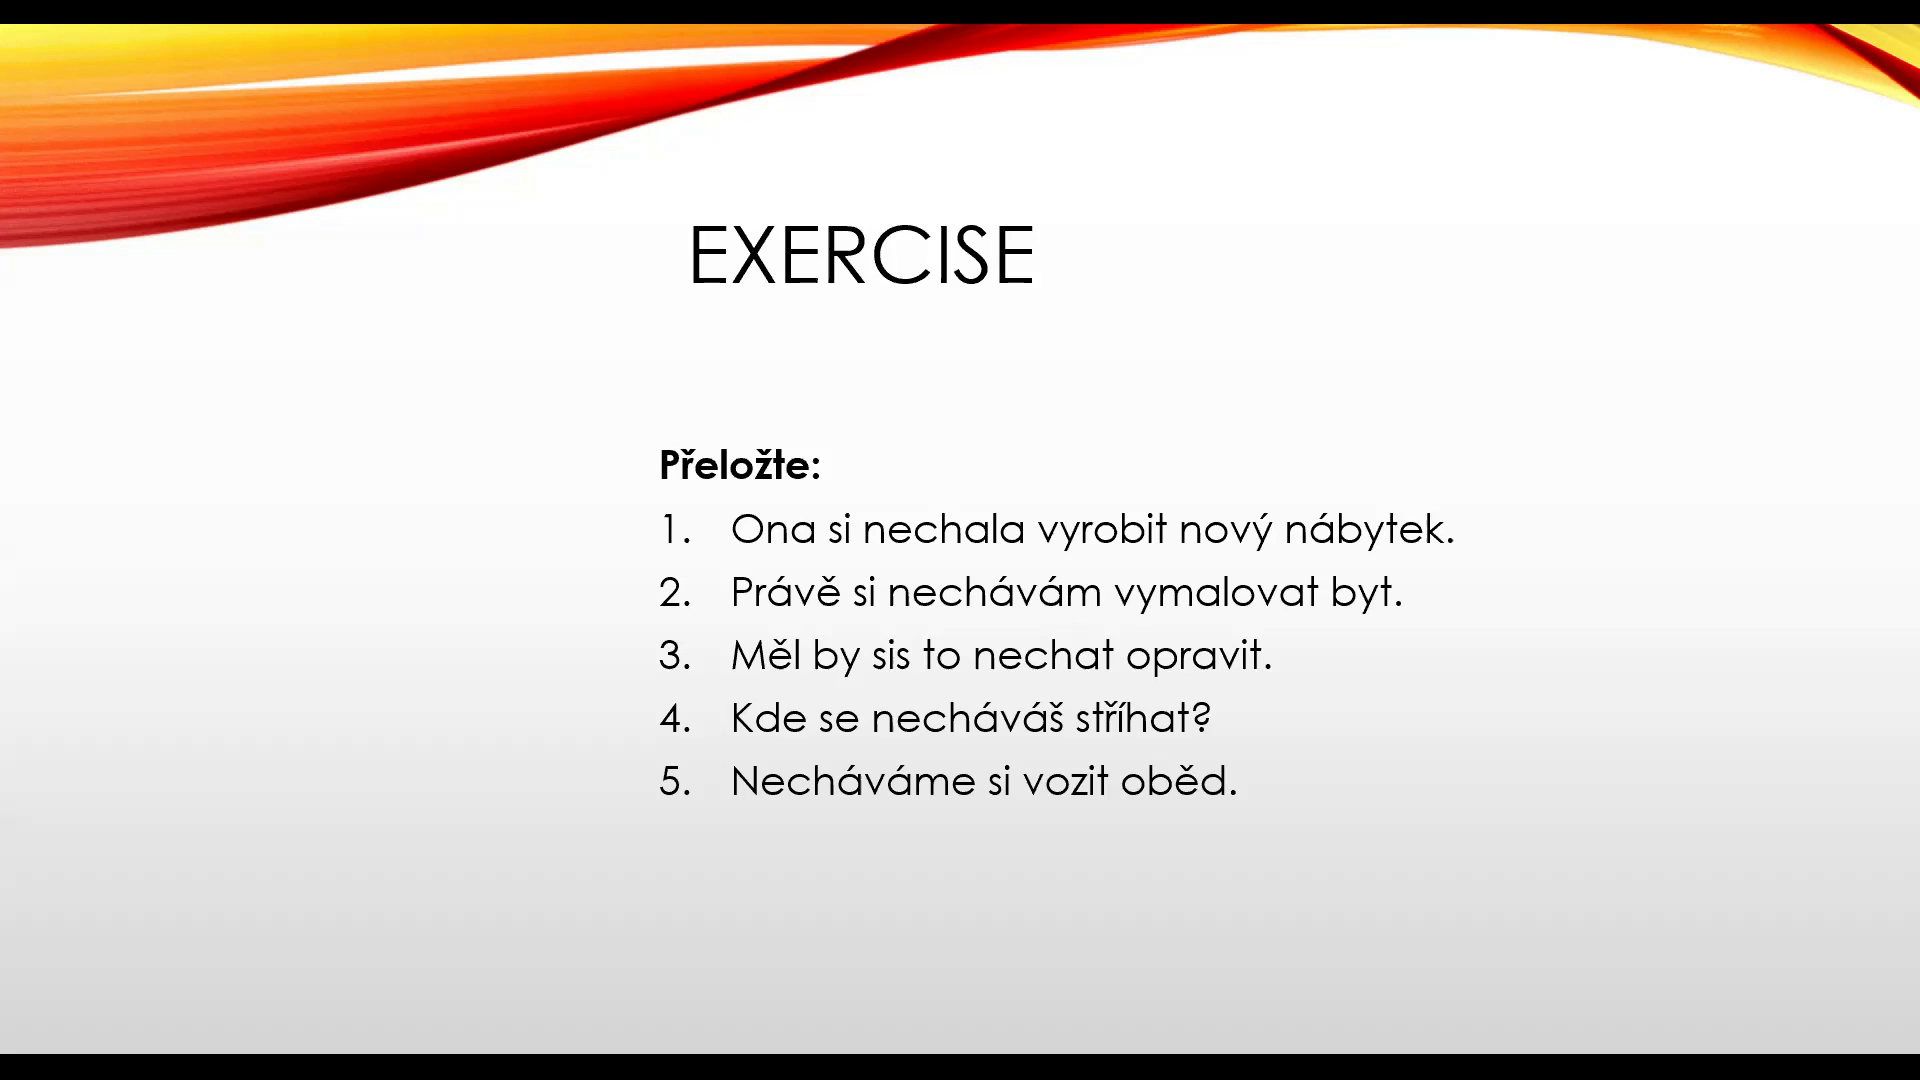 EXERCISE
Přeložte:
1. Ona si nechala vyrobit nový nábytek.
2. Právě si nechávám vymalovat byt.
3. Měl by sis to nechat opravit.
4. Kde se necháváš stříhat?
5. Necháváme si vozit oběd.